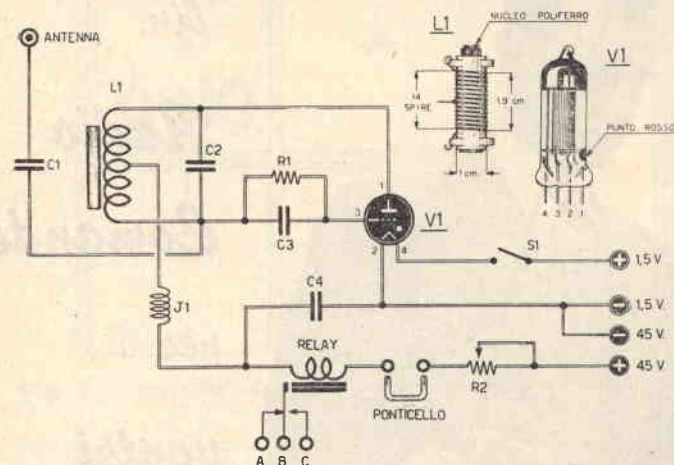 ANTENNA
L1
C1
C2
R1
C3
1
3
2
4
V1
S1
1,5 V.
1,5 V.
45 V.
45 V.
C4
J1
RELAY
PONTICELLO
R2
A B C
L1
NUCLEO POLIFERRO
14 SPIRE
1,9 cm.
1 cm.
V1
PUNTO ROSSO
4 3 2 1